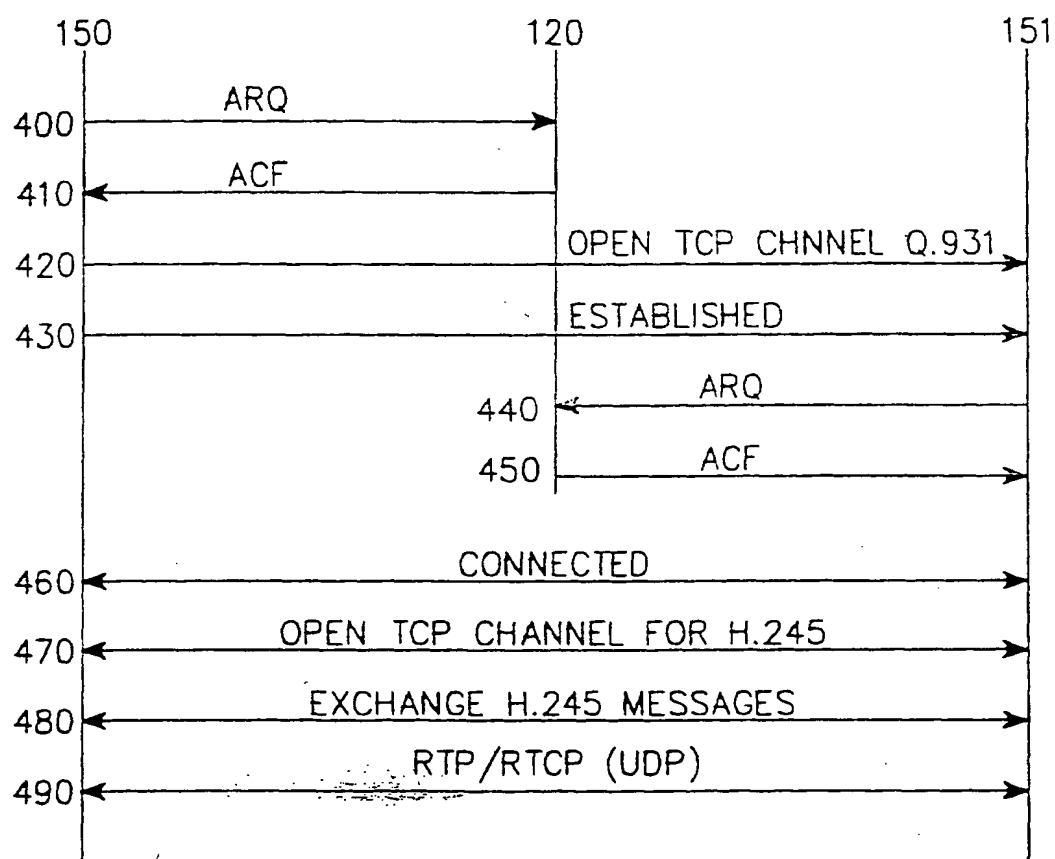 150 120 151
400 ARQ
410 ACF
420 OPEN TCP CHNNEL Q.931
430 ESTABLISHED
440 ARQ
450 ACF
460 CONNECTED
470 OPEN TCP CHANNEL FOR H.245
480 EXCHANGE H.245 MESSAGES
490 RTP/RTCP (UDP)